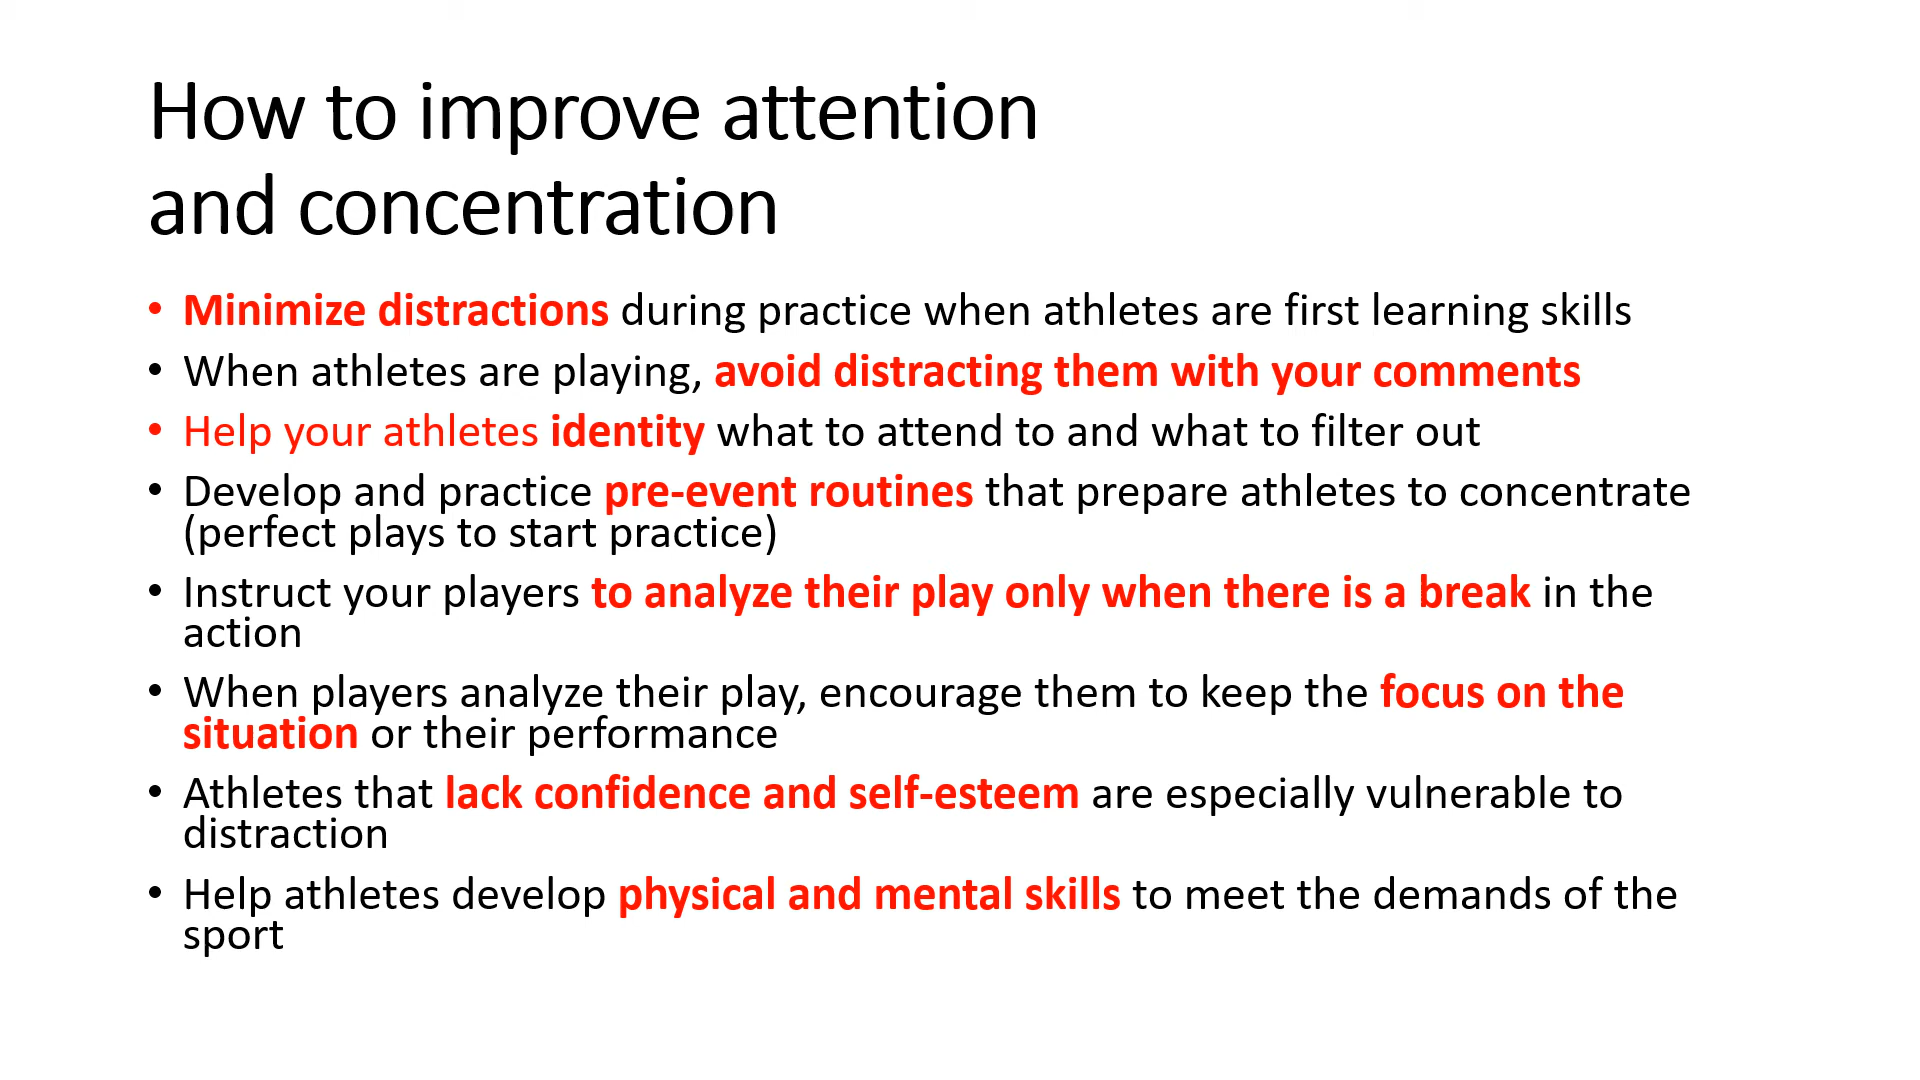 How to improve attention
and concentration
• Minimize distractions during practice when athletes are first learning skills
• When athletes are playing, avoid distracting them with your comments
• Help your athletes identity what to attend to and what to filter out
• Develop and practice pre-event routines that prepare athletes to concentrate
(perfect plays to start practice)
• Instruct your players to analyze their play only when there is a break in the
action
• When players analyze their play, encourage them to keep the focus on the
situation or their performance
• Athletes that lack confidence and self-esteem are especially vulnerable to
distraction
• Help athletes develop physical and mental skills to meet the demands of the
sport